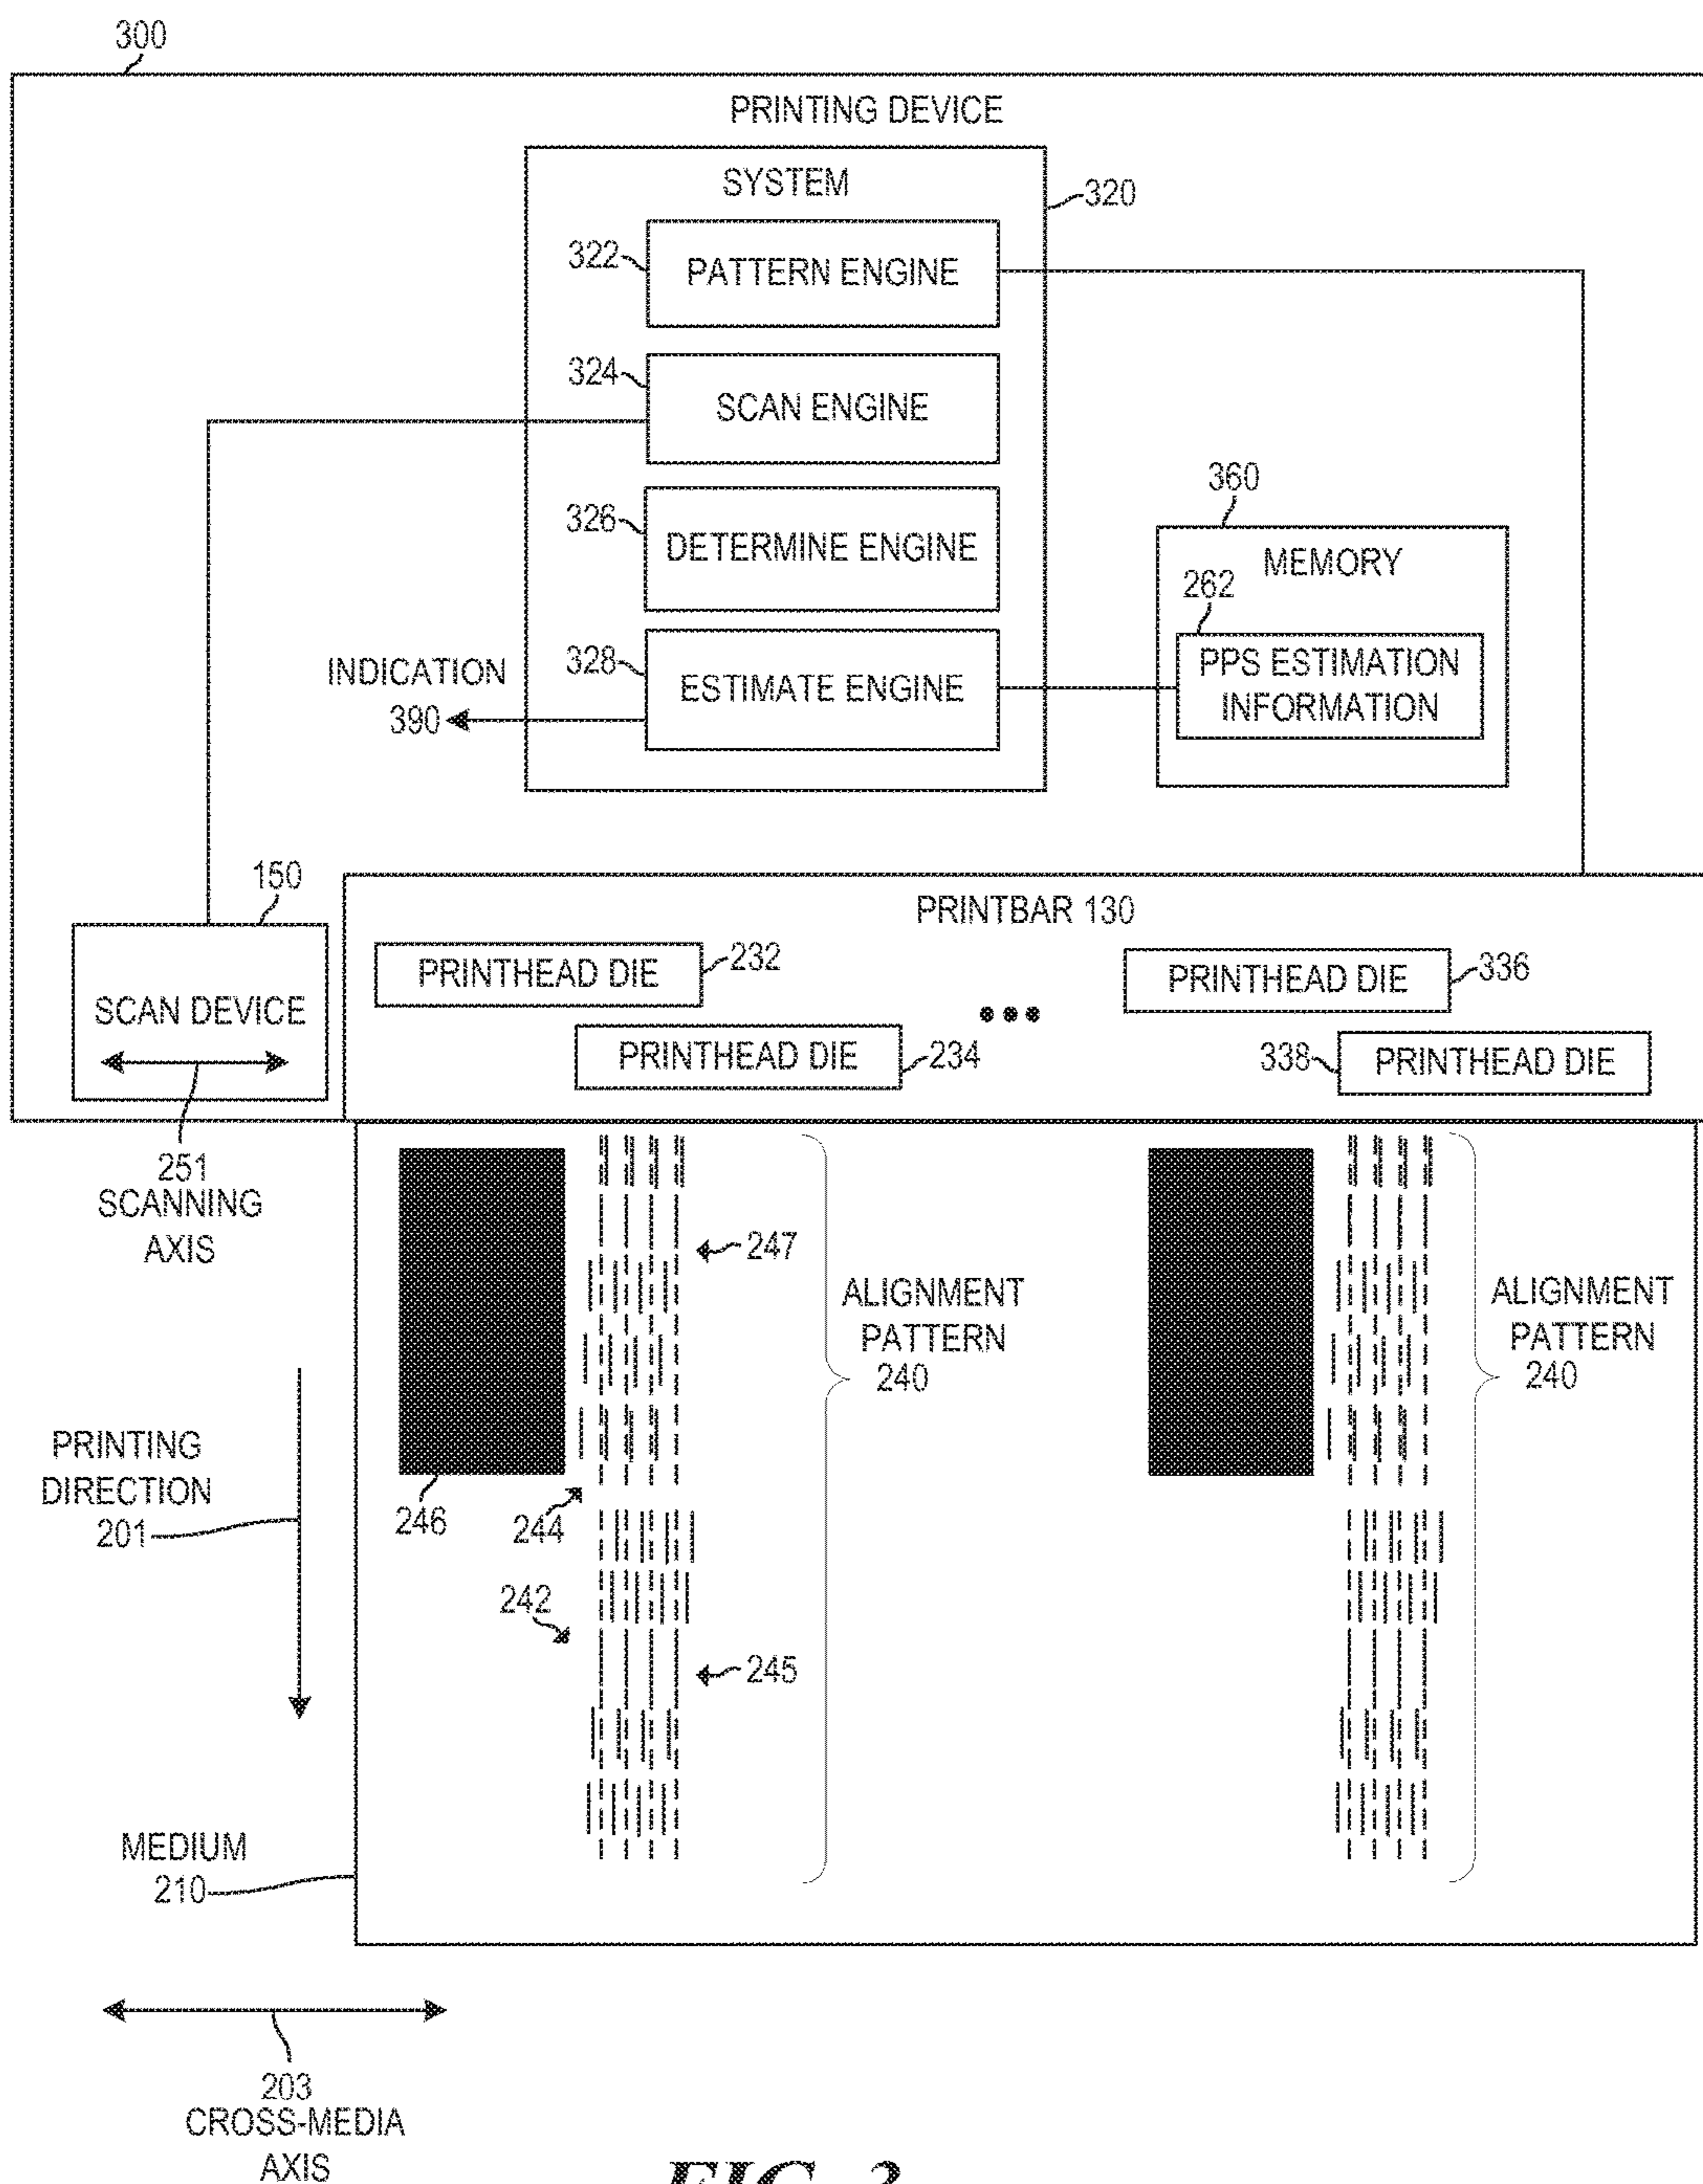 300
PRINTING DEVICE
SYSTEM
320
322
PATTERN ENGINE
324
SCAN ENGINE
360
326
DETERMINE ENGINE
MEMORY
262
INDICATION
390
328
ESTIMATE ENGINE
PPS ESTIMATION
INFORMATION
150
PRINTBAR 130
PRINTHEAD DIE
232
PRINTHEAD DIE
336
SCAN DEVICE
PRINTHEAD DIE
234
338
PRINTHEAD DIE
251
SCANNING
AXIS
247
ALIGNMENT
PATTERN
240
ALIGNMENT
PATTERN
240
PRINTING
DIRECTION
201
246
244
242
245
MEDIUM
210
203
CROSS-MEDIA
AXIS